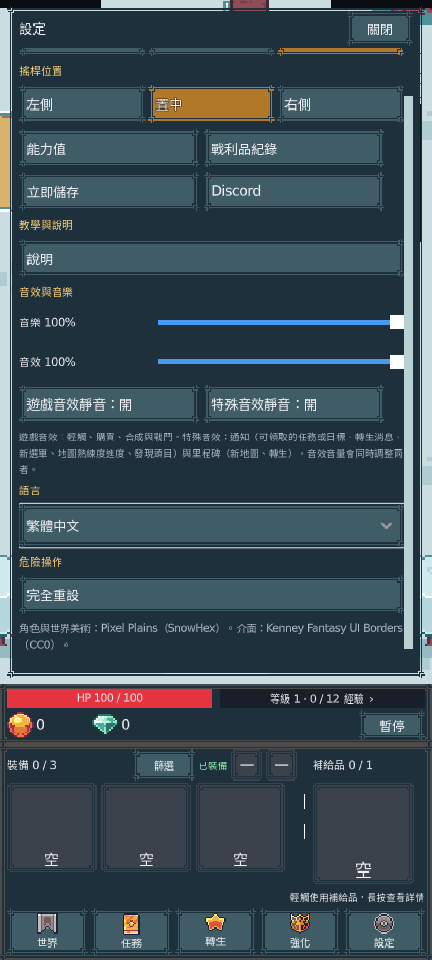 設定
關閉
搖桿位置
左側
置中
右側
能力值
戰利品紀錄
立即儲存
Discord
教學與說明
說明
音效與音樂
音樂 100%
音效 100%
遊戲音效靜音：開
特殊音效靜音：開
遊戲音效：輕觸、購買、合成與戰鬥。特殊音效：通知（可領取的任務或目標、轉生消息、
新選單、地圖熟練度進度、發現頭目）與里程碑（新地圖、轉生）。音效音量會同時調整兩
者。
語言
繁體中文
危險操作
完全重設
角色與世界美術：Pixel Plains（SnowHex）。介面：Kenney Fantasy UI Borders
（CC0）。
HP 100 / 100
等級 1 · 0 / 12 經驗 ›
0
0
暫停
裝備 0 / 3
篩選
已裝備
—
—
補給品 0 / 1
空
空
空
空
輕觸使用補給品，長按查看詳情
世界
任務
轉生
強化
設定